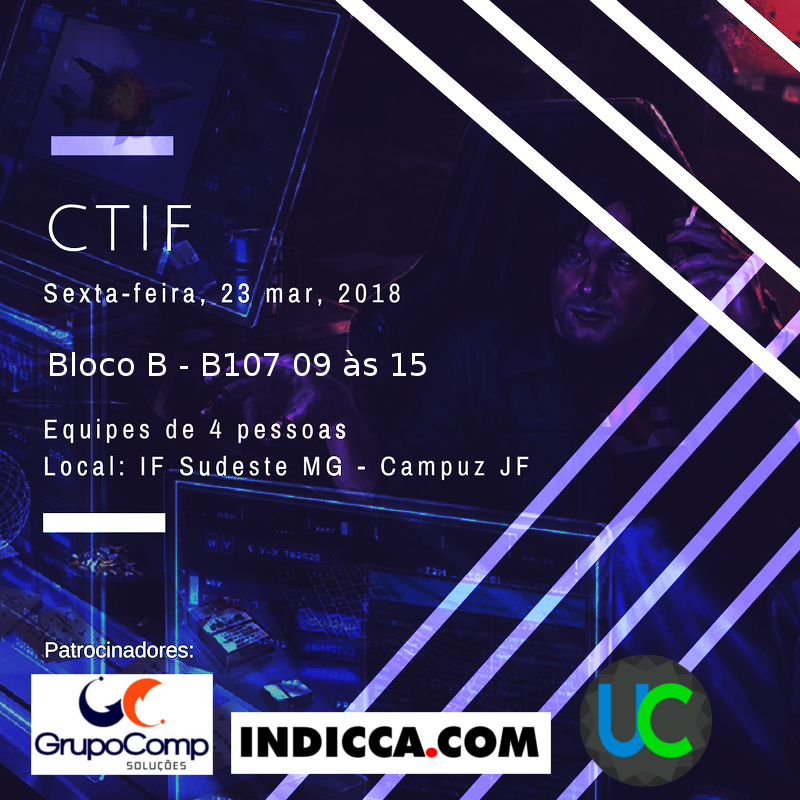 CTIF
Sexta-feira, 23 mar, 2018
Bloco B - B107 09 às 15
Equipes de 4 pessoas
Local: IF Sudeste MG - Campuz JF
Patrocinadores:
GrupoComp
SOLUÇÕES
INDICCA.COM
UC